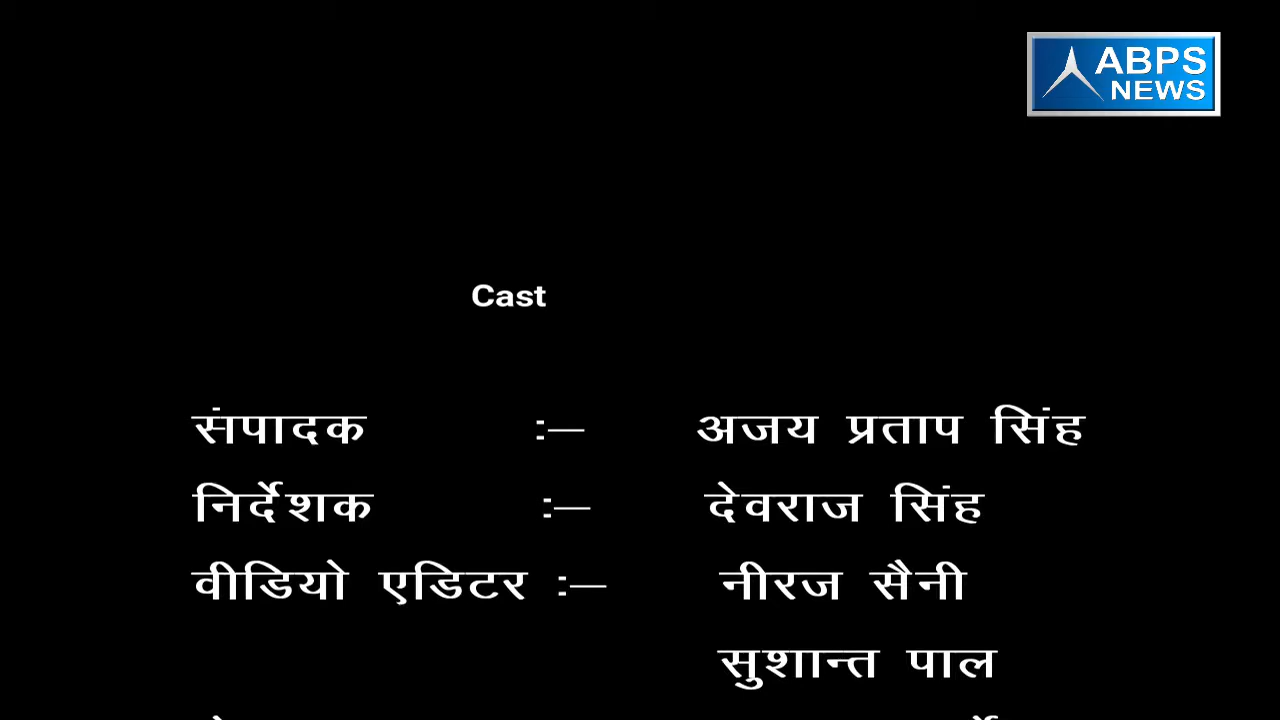 ABPS
NEWS
Cast
संपादक :— अजय प्रताप सिंह
निर्देशक :— देवराज सिंह
वीडियो एडिटर :— नीरज सैनी
सुशान्त पाल